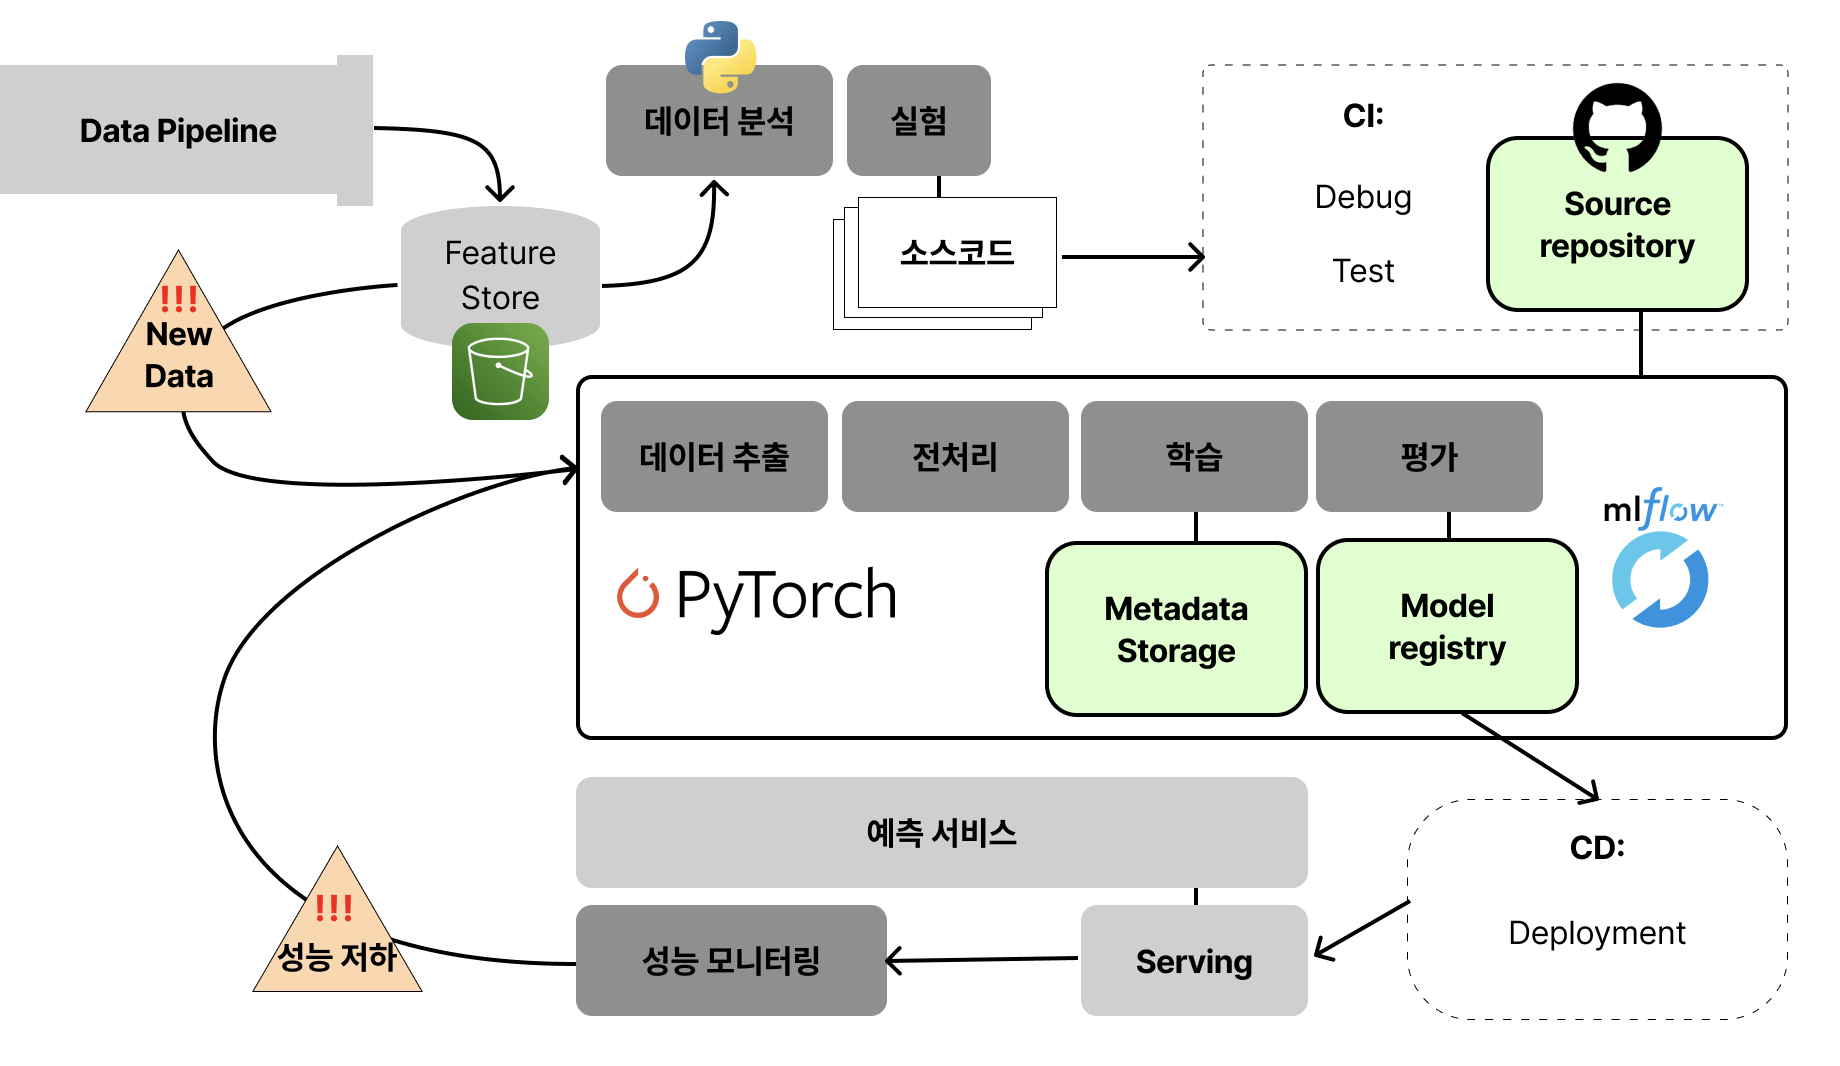 Data Pipeline
Feature
Store
!!!
New
Data
데이터 분석
실험
소스코드
CI:
Debug
Test
Source
repository
데이터 추출
전처리
학습
평가
PyTorch
Metadata
Storage
Model
registry
mlflow™
예측 서비스
성능 모니터링
Serving
CD:
Deployment
!!!
성능 저하